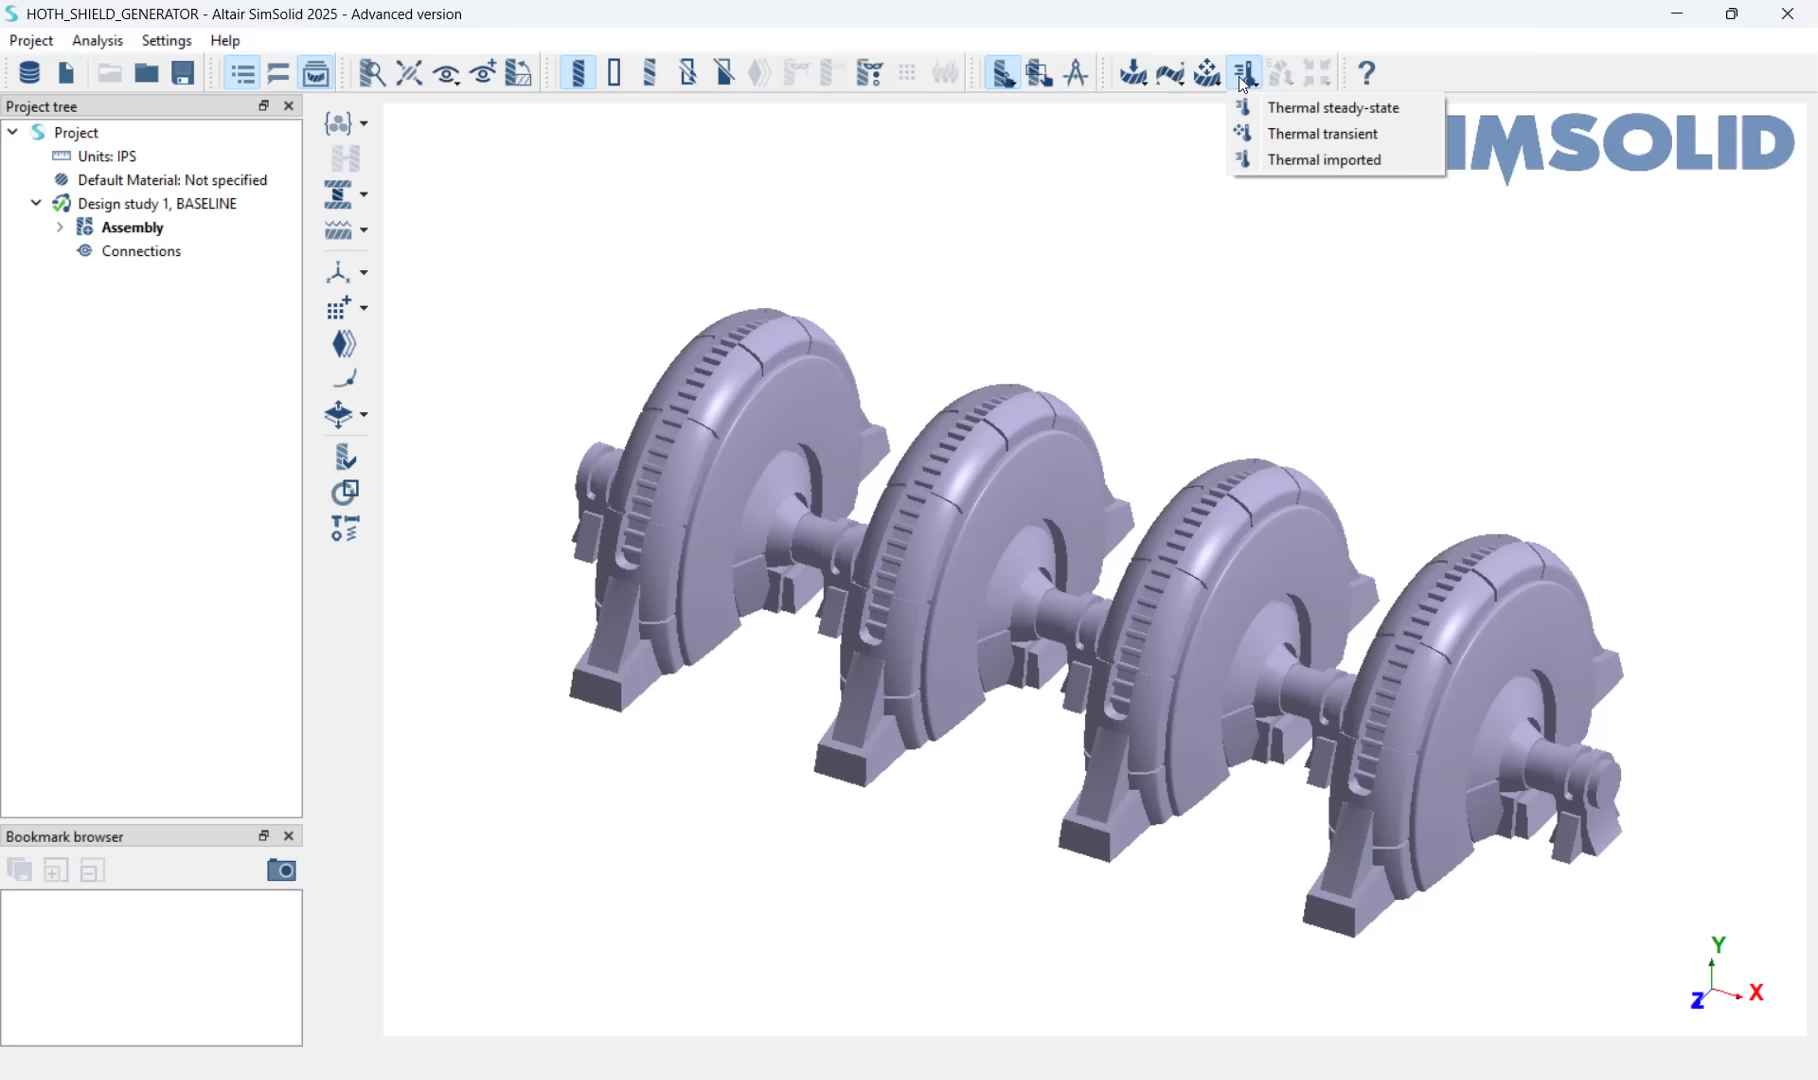 HOTH_SHIELD_GENERATOR - Altair SimSolid 2025 - Advanced version
Project Analysis Settings Help
Project tree
Project
Units: IPS
Default Material: Not specified
Design study 1, BASELINE
Assembly
Connections
Thermal steady-state
Thermal transient
Thermal imported
IMSOLID
Bookmark browser
Y
X
Z